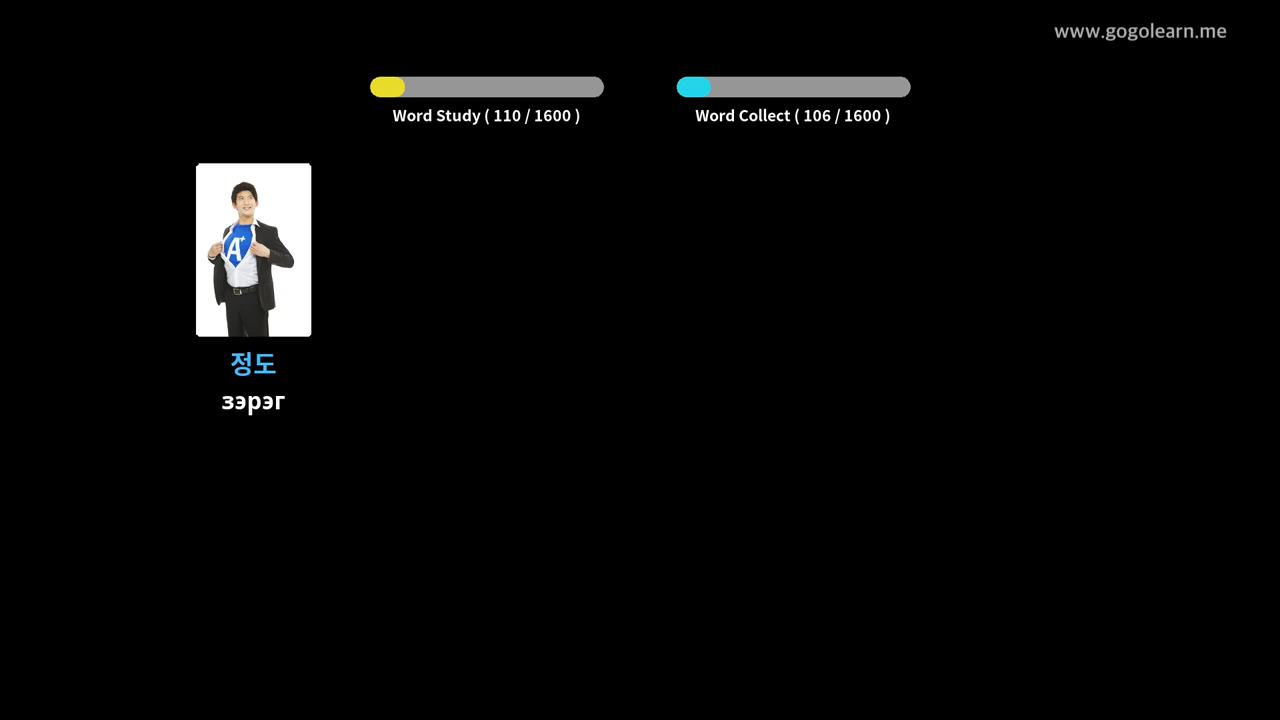 www.gogolearn.me
Word Study ( 110 / 1600 )
Word Collect ( 106 / 1600 )
A+
정도
зэрэг